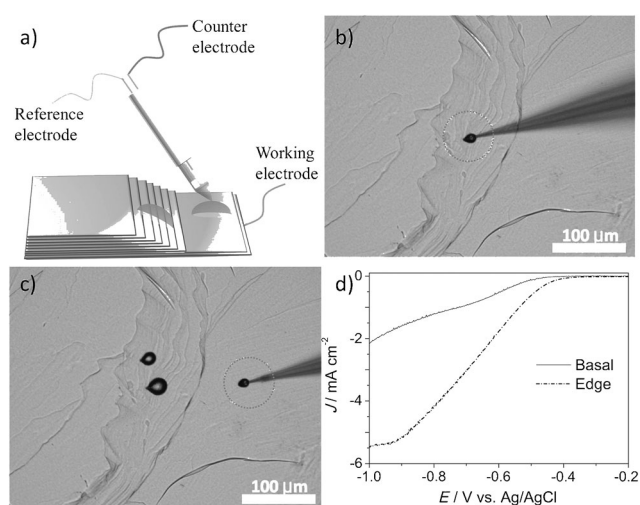 a)
Counter
electrode
Reference
electrode
Working
electrode
b)
100 µm
c)
100 µm
d)
0
-2
-4
-6
J / mA cm⁻²
Basal
Edge
-1.0
-0.8
-0.6
-0.4
-0.2
E / V vs. Ag/AgCl